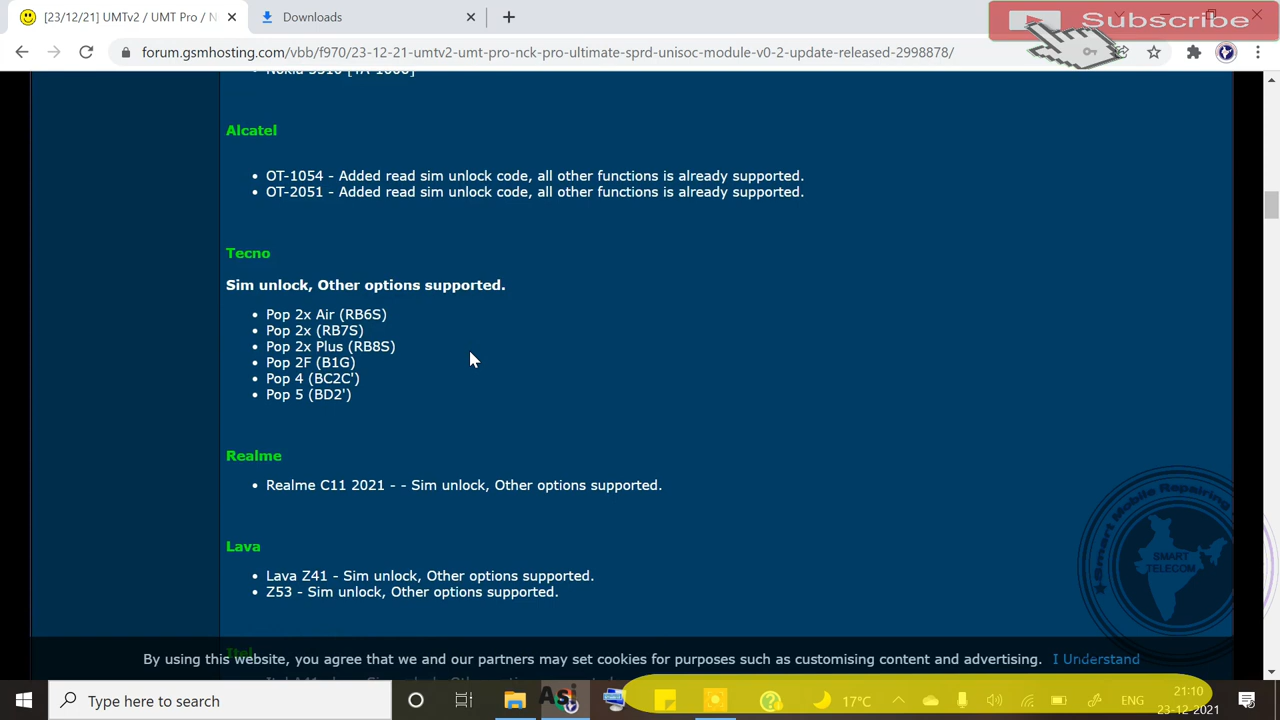 [23/12/21] UMTv2 / UMT Pro / N
Downloads
Subscribe
forum.gsmhosting.com/vbb/f970/23-12-21-umtv2-umt-pro-nck-pro-ultimate-sprd-unisoc-module-v0-2-update-released-2998878/
Alcatel
OT-1054 - Added read sim unlock code, all other functions is already supported.
OT-2051 - Added read sim unlock code, all other functions is already supported.
Tecno
Sim unlock, Other options supported.
Pop 2x Air (RB6S)
Pop 2x (RB7S)
Pop 2x Plus (RB8S)
Pop 2F (B1G)
Pop 4 (BC2C')
Pop 5 (BD2')
Realme
Realme C11 2021 - - Sim unlock, Other options supported.
Lava
Lava Z41 - Sim unlock, Other options supported.
Z53 - Sim unlock, Other options supported.
Smart Mobile Repairing
SMART
TELECOM
Itel
By using this website, you agree that we and our partners may set cookies for purposes such as customising content and advertising. I Understand
Type here to search
Asi
17°C
ENG
21:10
23-12-2021